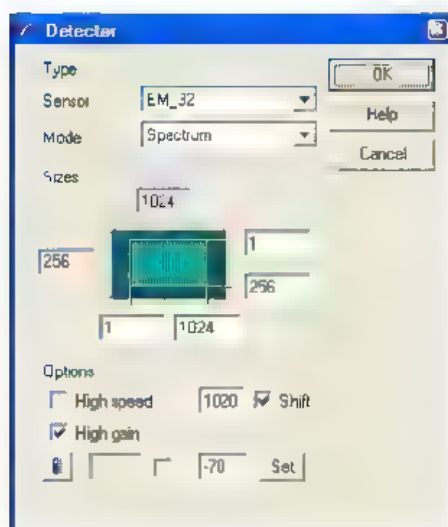 Detector
Type
OK
Sensor EM_32
Help
Mode Spectrum
Cancel
Sizes
1024
256
1
256
1 1024
Options
High speed 1020 Shift
High gain
-70 Set